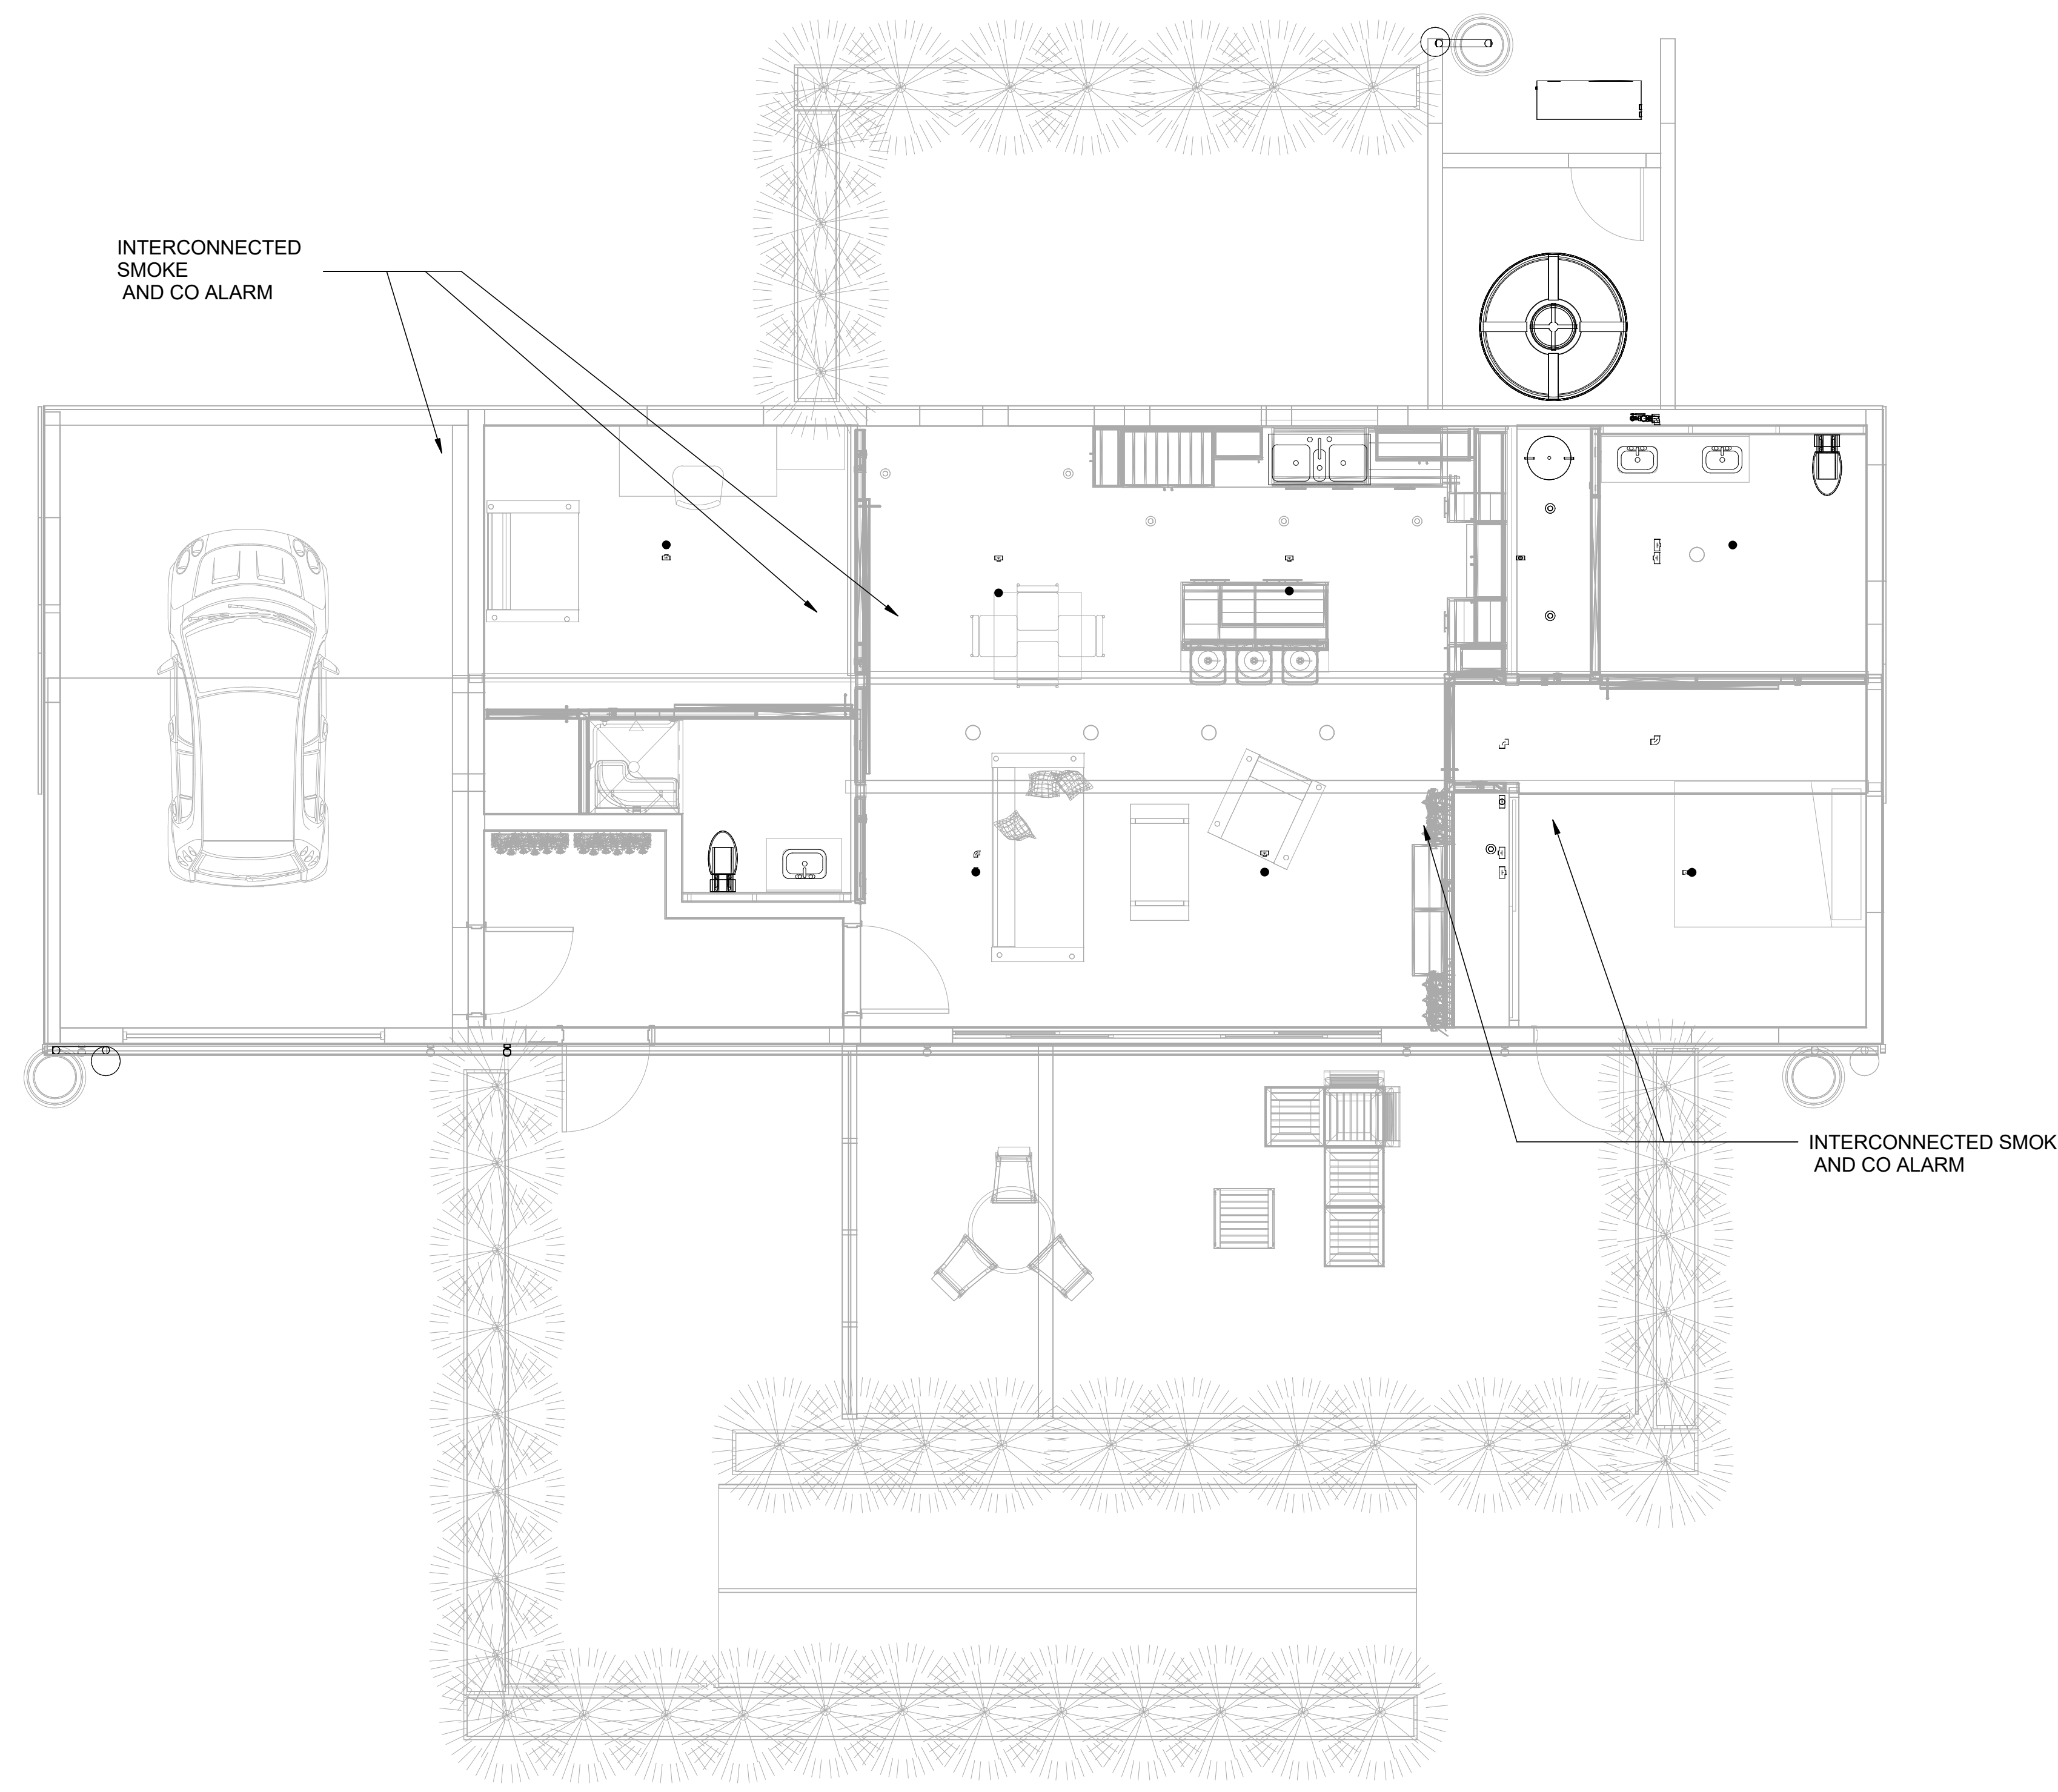 INTERCONNECTED
SMOKE
AND CO ALARM
INTERCONNECTED SMOK
AND CO ALARM